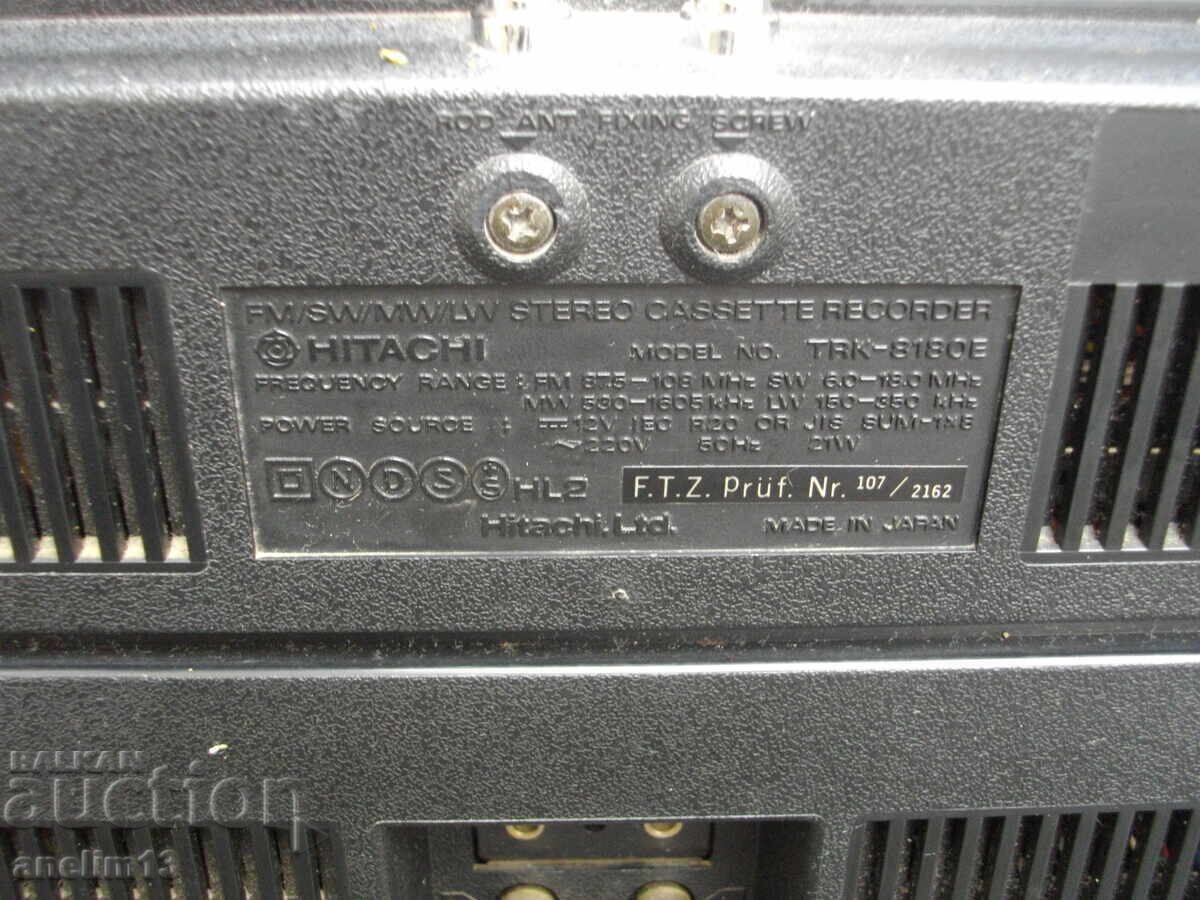 ROD ANT FIXING SCREW
FM/SW/MW/LW STEREO CASSETTE RECORDER
HITACHI MODEL NO. TRK-8180E
FREQUENCY RANGE : FM 87.5-108 MHz SW 6.0-18.0 MHz
MW 530-1605 kHz LW 150-350 kHz
POWER SOURCE : 12V IEC R20 OR JIS SUM-1×8
~220V 50Hz 21W
N D S HL2 F.T.Z. Prüf. Nr. 107/2162
Hitachi, Ltd. MADE IN JAPAN
BALKAN
auction
anelim13